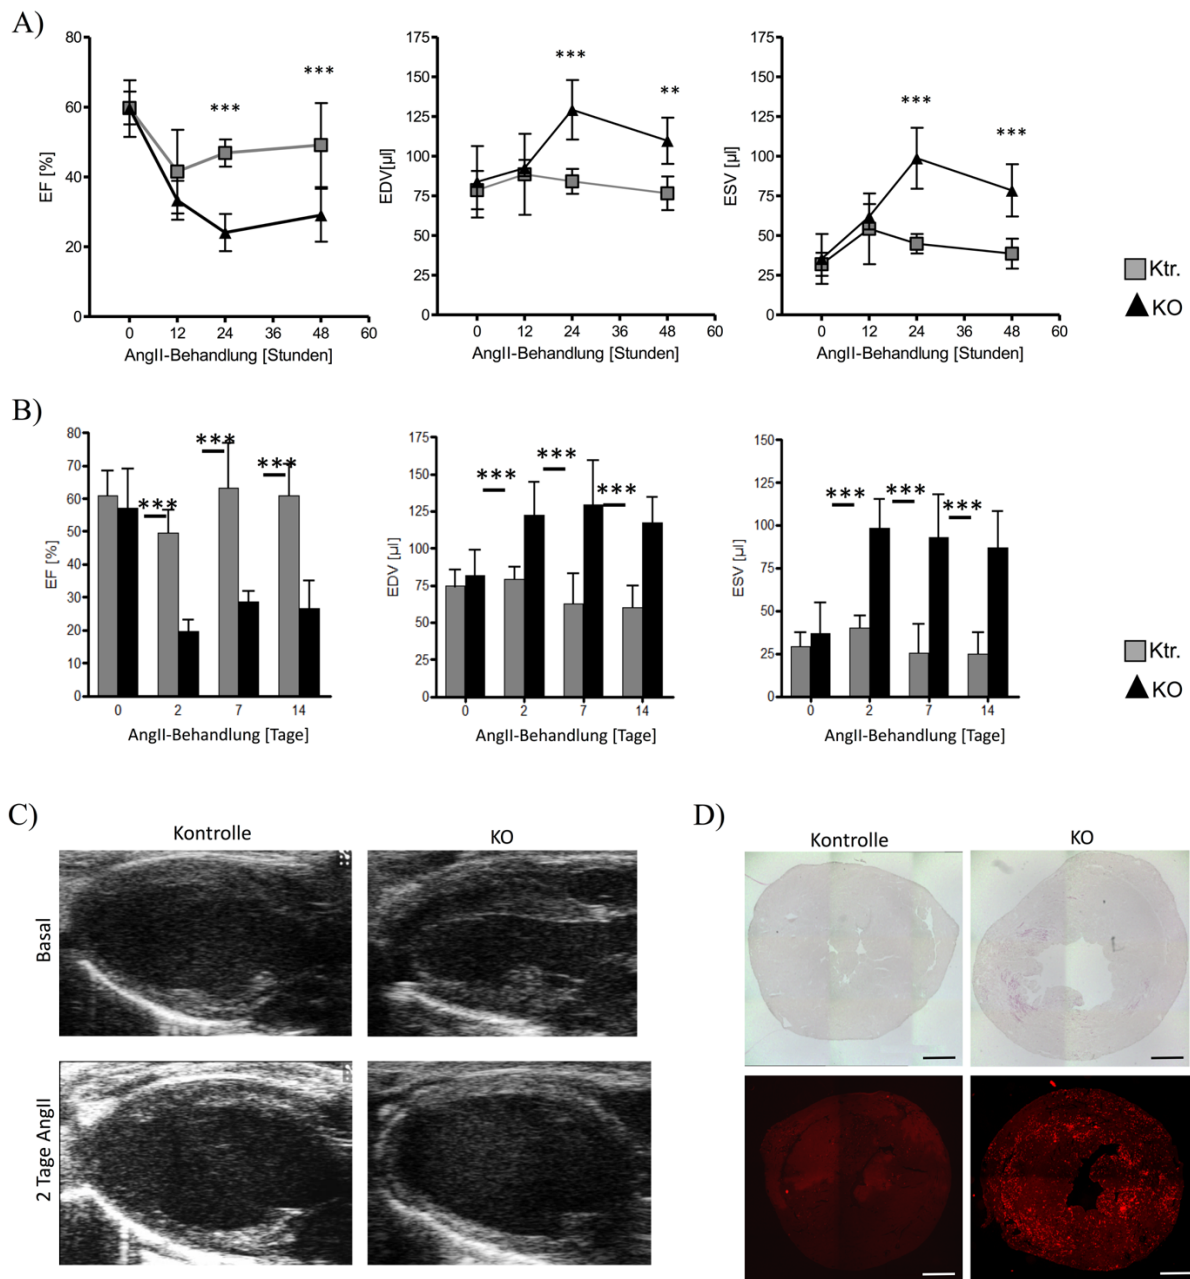 A)
EF [%]
80
60
40
20
0
***
***
0 12 24 36 48 60
AngII-Behandlung [Stunden]
EDV[µl]
175
150
125
100
75
50
25
0
***
**
0 12 24 36 48 60
AngII-Behandlung [Stunden]
ESV [µl]
175
150
125
100
75
50
25
0
***
***
0 12 24 36 48 60
AngII-Behandlung [Stunden]
Ktr.
KO
B)
EF [%]
80
70
60
50
40
30
20
10
0
***
***
***
0 2 7 14
AngII-Behandlung [Tage]
EDV [µl]
175
150
125
100
75
50
25
0
***
***
***
0 2 7 14
AngII-Behandlung [Tage]
ESV [µl]
150
125
100
75
50
25
0
***
***
***
0 2 7 14
AngII-Behandlung [Tage]
Ktr.
KO
C)
Kontrolle
KO
Basal
2 Tage AngII
D)
Kontrolle
KO